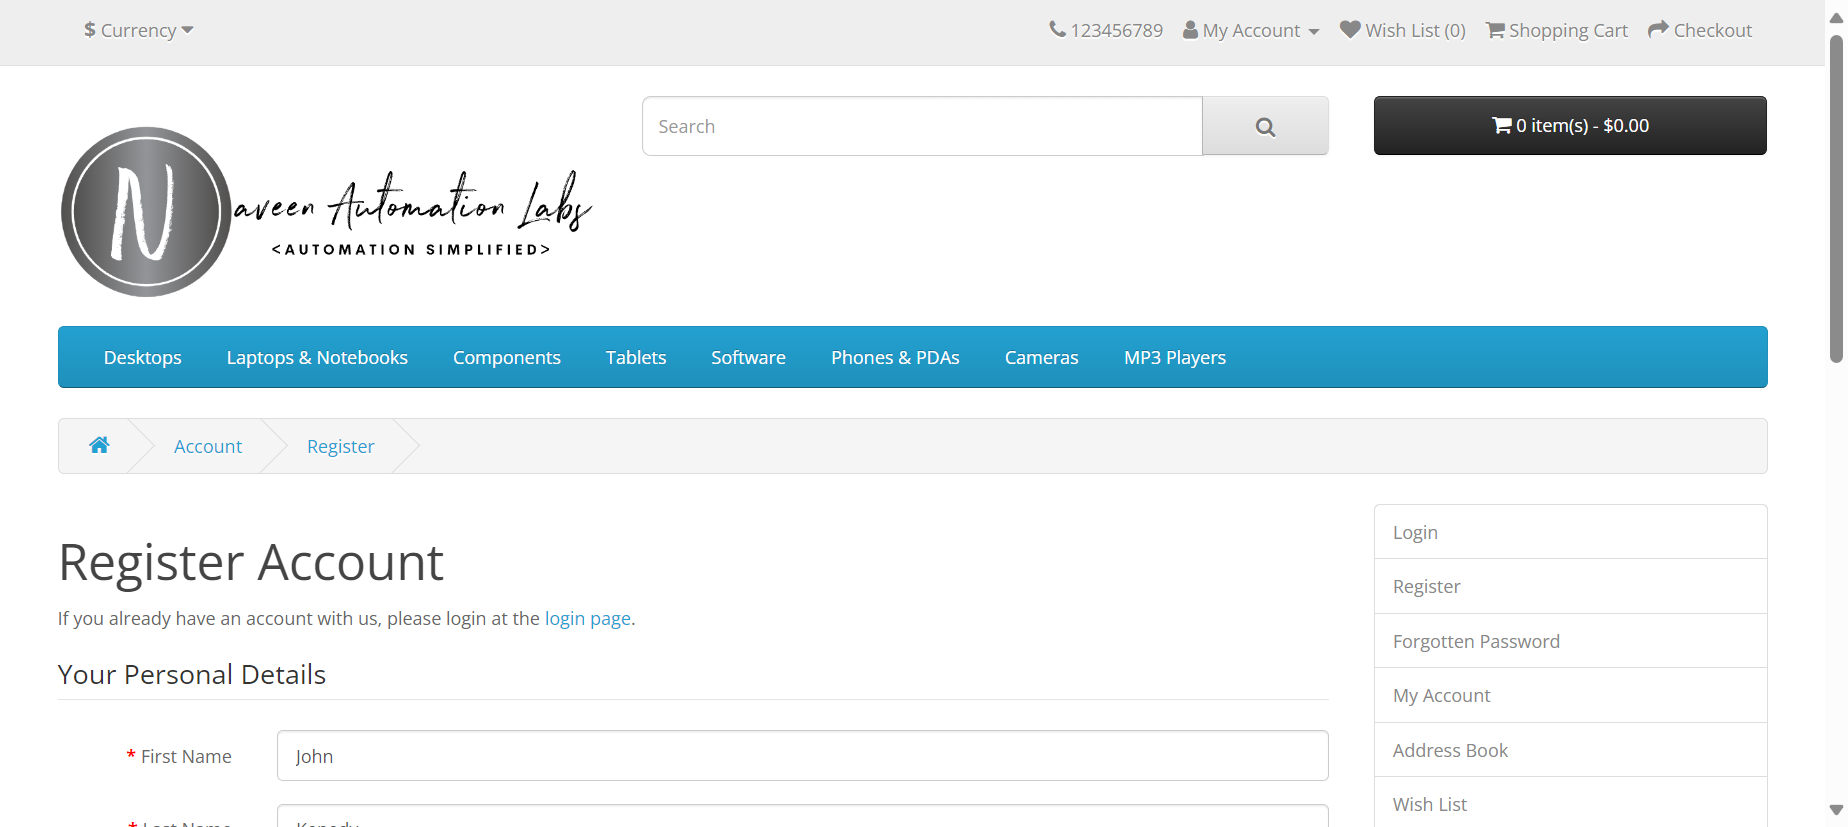 $ Currency
123456789 My Account Wish List (0) Shopping Cart Checkout
Search
0 item(s) - $0.00
Naveen Automation Labs
<AUTOMATION SIMPLIFIED>
Desktops Laptops & Notebooks Components Tablets Software Phones & PDAs Cameras MP3 Players
Account Register
Register Account
If you already have an account with us, please login at the login page.
Your Personal Details
* First Name John
* Last Name Kenedy
Login
Register
Forgotten Password
My Account
Address Book
Wish List